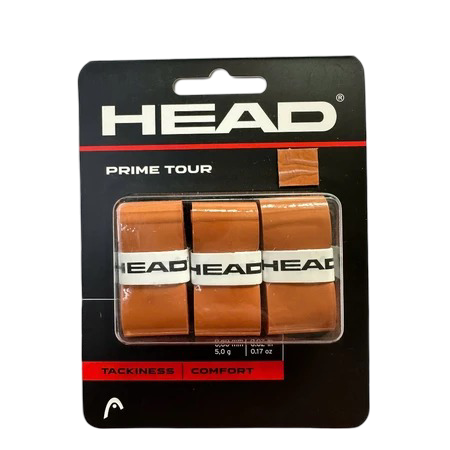 HEAD®
PRIME TOUR
HEAD HEAD HEAD
5,0 g 0.17 oz
TACKINESS | COMFORT